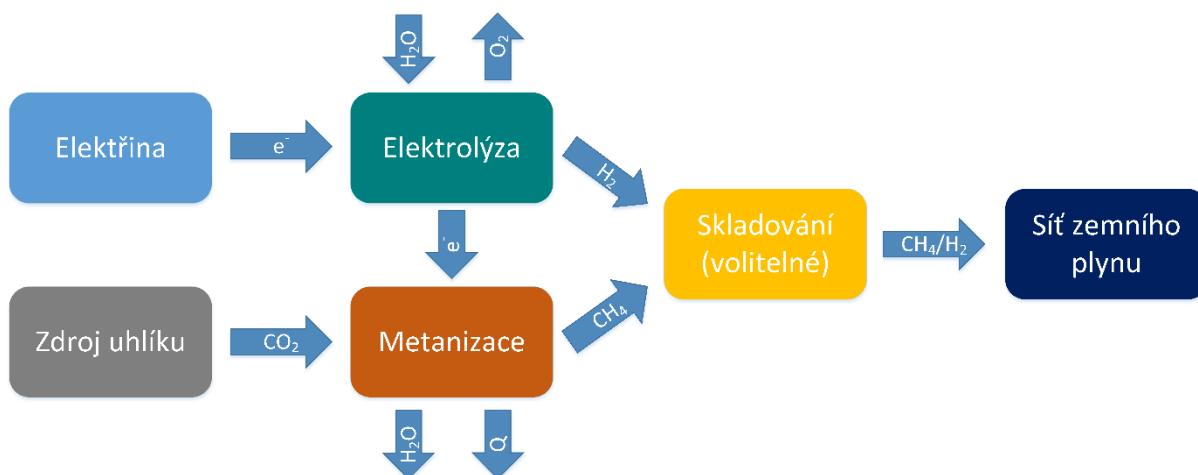 H₂O
O₂
Elektřina
e⁻
Elektrolýza
H₂
e⁻
Skladování
(volitelné)
CH₄/H₂
Síť zemního
plynu
Zdroj uhlíku
CO₂
Metanizace
CH₄
H₂O
Q